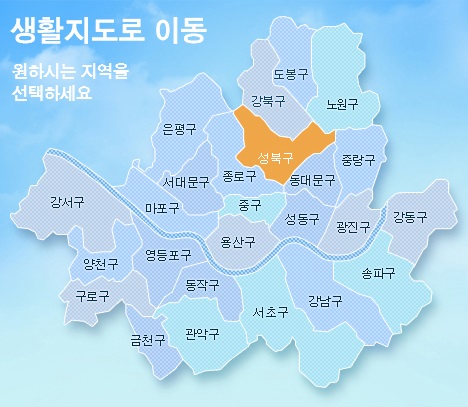 생활지도로 이동
원하시는 지역을
선택하세요
도봉구
강북구
노원구
은평구
성북구
중랑구
종로구
서대문구
동대문구
강서구
마포구
중구
성동구
강동구
광진구
용산구
영등포구
양천구
송파구
동작구
구로구
강남구
서초구
관악구
금천구